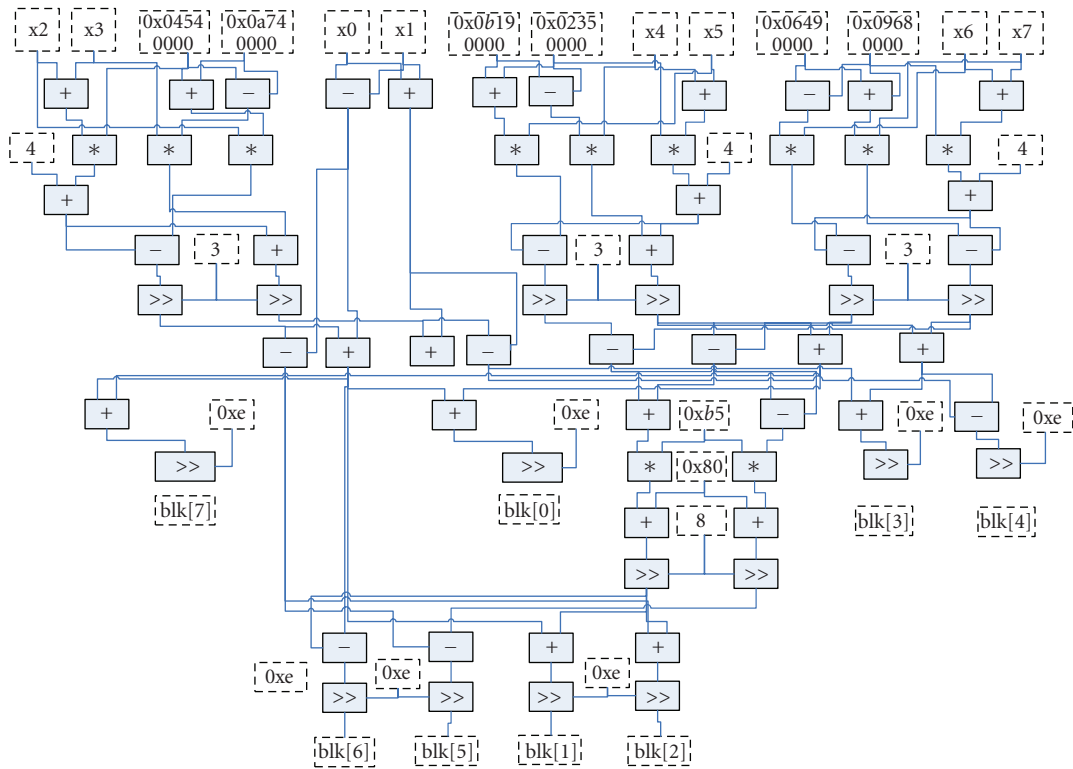 x2 x3 0x0454 0x0a74 x0 x1 0x0b19 0x0235 x4 x5 0x0649 0x0968 x6 x7
0000 0000 0000 0000 0000 0000
+ + − − + + − + − + +
4 * * * * * * 4 * * * 4
+ + +
− 3 + − 3 + − 3 −
>> >> >> >> >> >>
− + + − − − + +
+ 0xe + 0xe + 0xb5 − + 0xe − 0xe
>> >> * 0x80 * >> >>
blk[7] blk[0] blk[3] blk[4]
+ 8 +
>> >>
− − + +
0xe 0xe 0xe
>> >> >> >>
blk[6] blk[5] blk[1] blk[2]